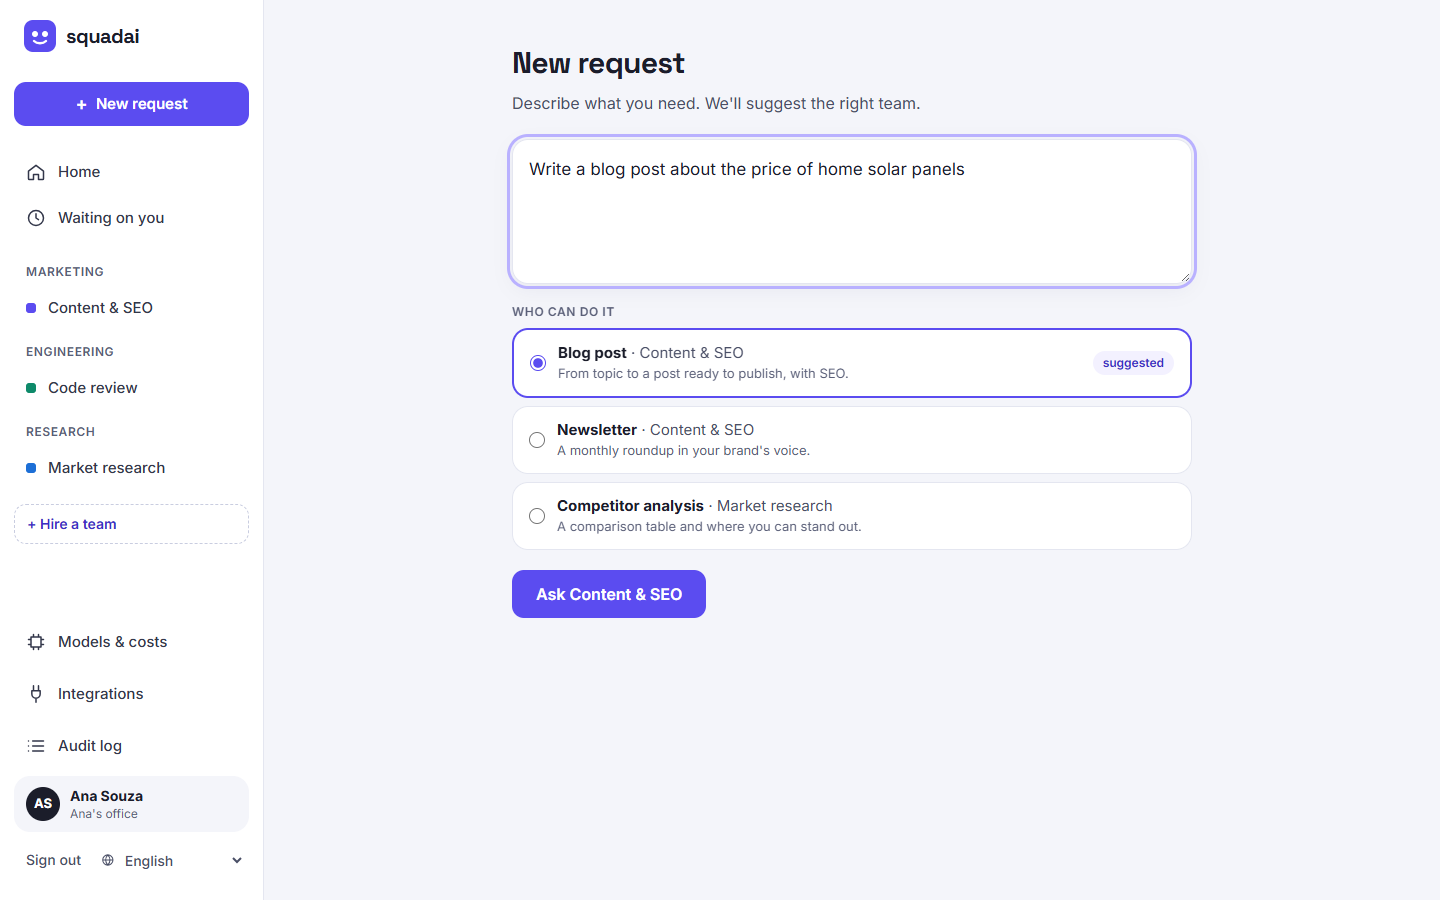 squadai
+ New request
Home
Waiting on you
MARKETING
Content & SEO
ENGINEERING
Code review
RESEARCH
Market research
+ Hire a team
Models & costs
Integrations
Audit log
AS
Ana Souza
Ana's office
Sign out
English
New request
Describe what you need. We'll suggest the right team.
Write a blog post about the price of home solar panels
WHO CAN DO IT
Blog post · Content & SEO
From topic to a post ready to publish, with SEO.
suggested
Newsletter · Content & SEO
A monthly roundup in your brand's voice.
Competitor analysis · Market research
A comparison table and where you can stand out.
Ask Content & SEO